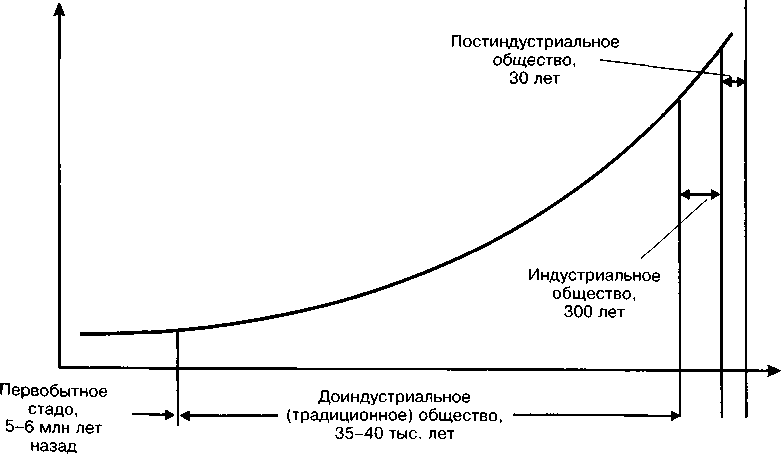 Постиндустриальное
общество,
30 лет
Индустриальное
общество,
300 лет
Первобытное
стадо,
5–6 млн лет
назад
Доиндустриальное
(традиционное) общество,
35–40 тыс. лет